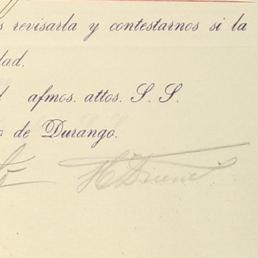 revisarla y contestarnos si la
dad.
afmos. attos. S. S.
de Durango.